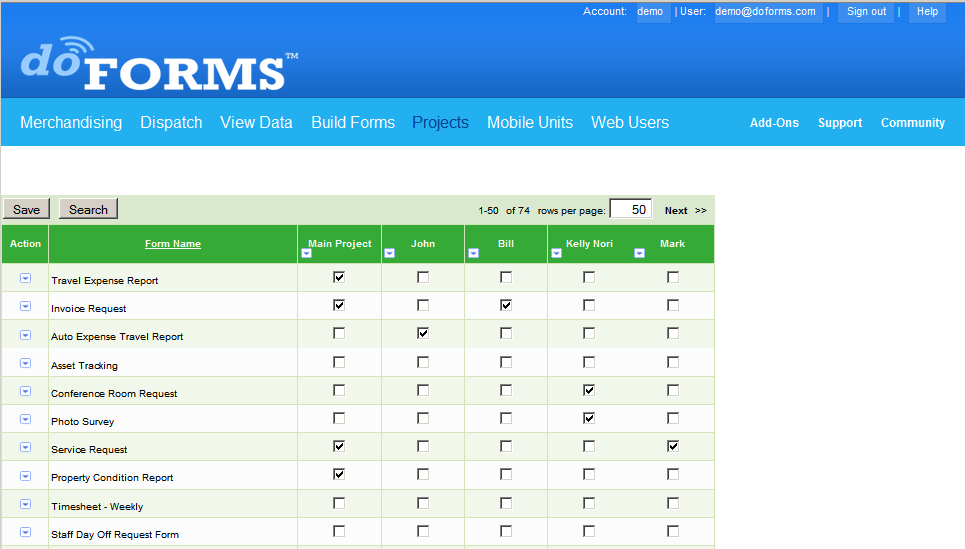 Account: demo | User: demo@doforms.com | Sign out | Help
doFORMS™
Merchandising Dispatch View Data Build Forms Projects Mobile Units Web Users Add-Ons Support Community
Save Search 1-50 of 74 rows per page: 50 Next >>
Action Form Name Main Project John Bill Kelly Nori Mark
Travel Expense Report
Invoice Request
Auto Expense Travel Report
Asset Tracking
Conference Room Request
Photo Survey
Service Request
Property Condition Report
Timesheet - Weekly
Staff Day Off Request Form